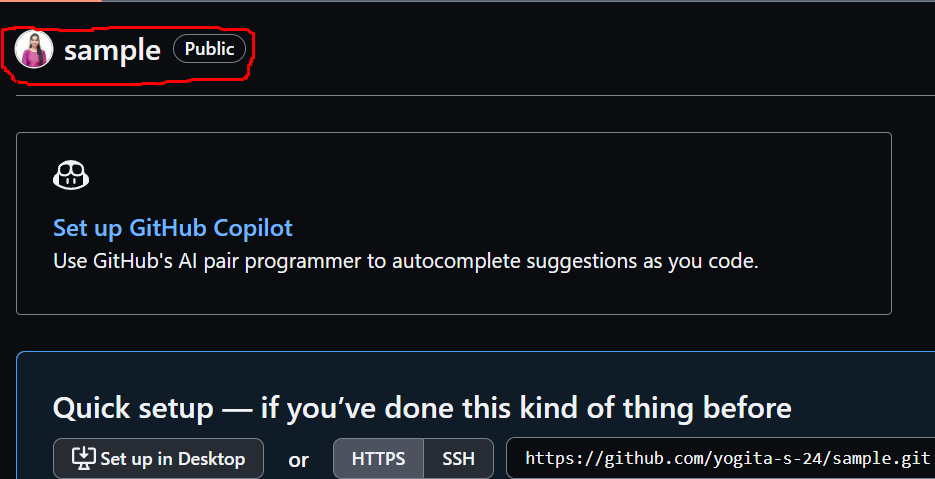 sample Public
Set up GitHub Copilot
Use GitHub's AI pair programmer to autocomplete suggestions as you code.
Quick setup — if you’ve done this kind of thing before
Set up in Desktop or HTTPS SSH https://github.com/yogita-s-24/sample.git